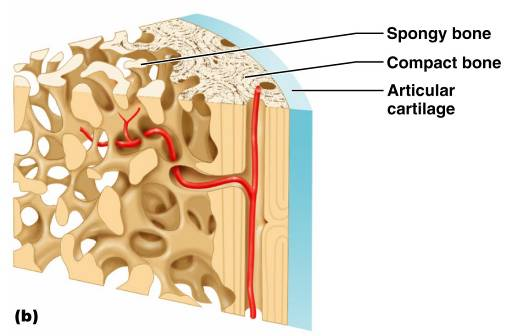 Spongy bone
Compact bone
Articular
cartilage
(b)